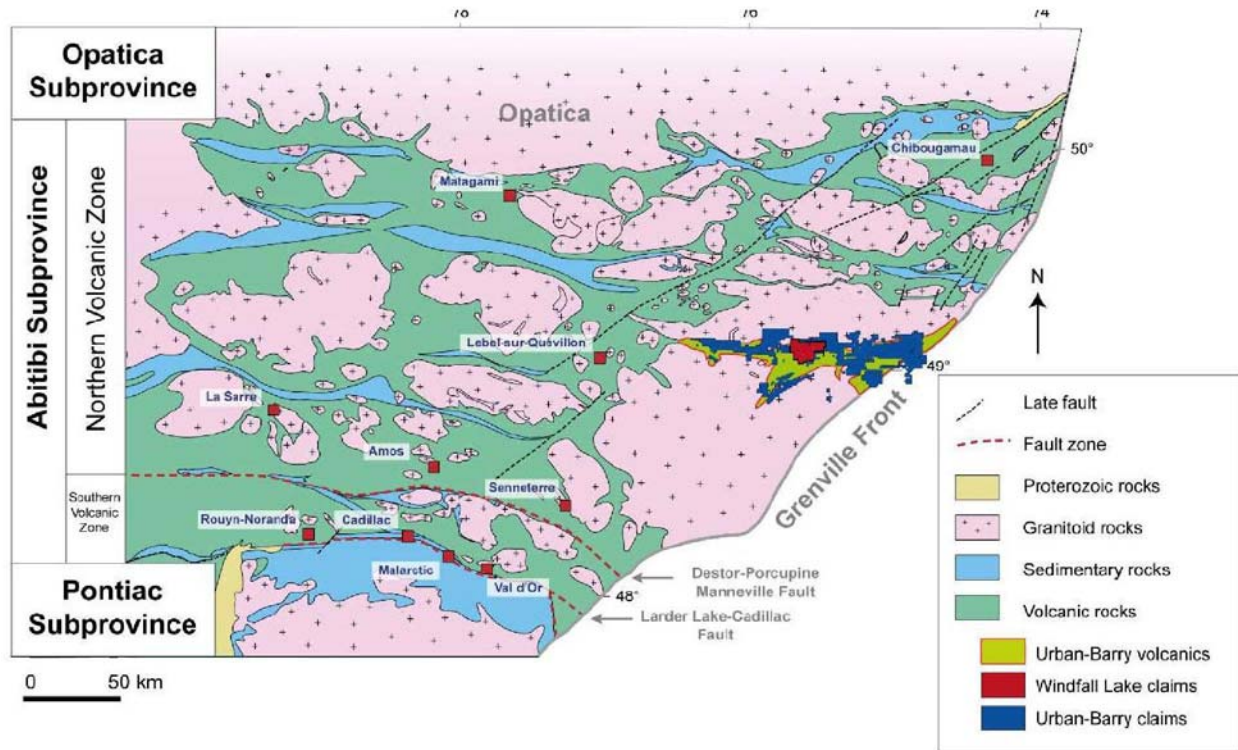 78
76
74
Opatica
Subprovince
Opatica
Abitibi Subprovince
Northern Volcanic Zone
Southern
Volcanic
Zone
Pontiac
Subprovince
Chibougamau
50°
Matagami
N
Lebel-sur-Quévillon
49°
La Sarre
Amos
Senneterre
Rouyn-Noranda
Cadillac
Malartic
Val d'Or
48°
Grenville Front
Destor-Porcupine
Manneville Fault
Larder Lake-Cadillac
Fault
0 50 km
Late fault
Fault zone
Proterozoic rocks
Granitoid rocks
Sedimentary rocks
Volcanic rocks
Urban-Barry volcanics
Windfall Lake claims
Urban-Barry claims